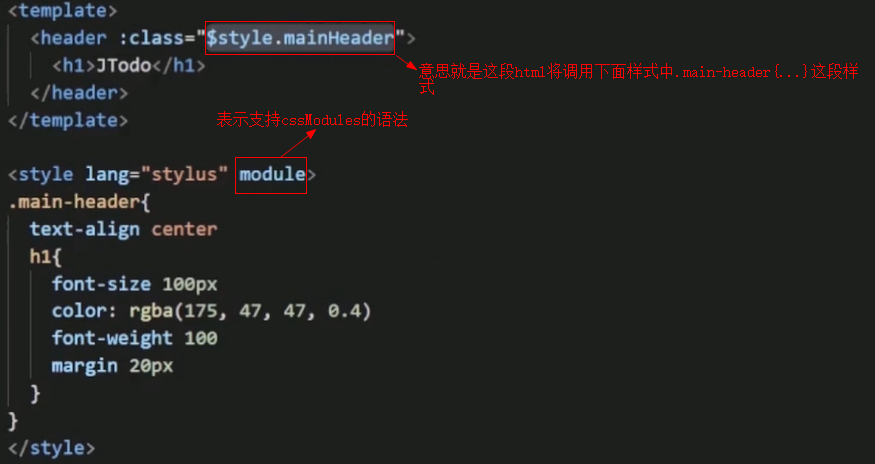 <template>
<header :class="$style.mainHeader">
<h1>JTodo</h1>
意思就是这段html将调用下面样式中.main-header{...}这段样
式
</header>
</template>
表示支持cssModules的语法
<style lang="stylus" module>
.main-header{
text-align center
h1{
font-size 100px
color: rgba(175, 47, 47, 0.4)
font-weight 100
margin 20px
}
}
</style>